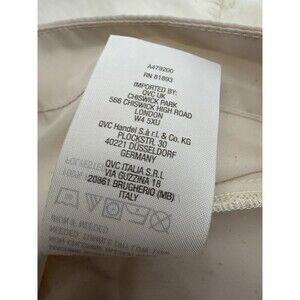 A479200
RN 81893
IMPORTED BY:
QVC UK
CHISWICK PARK
566 CHISWICK HIGH ROAD
LONDON
W4 5XU
QVC Handel S.à r.l. & Co. KG
PLOCKSTR. 30
40221 DÜSSELDORF
GERMANY
QVC ITALIA S.R.L
VIA GUZZINA 18
20861 BRUGHERIO (MB)
ITALY